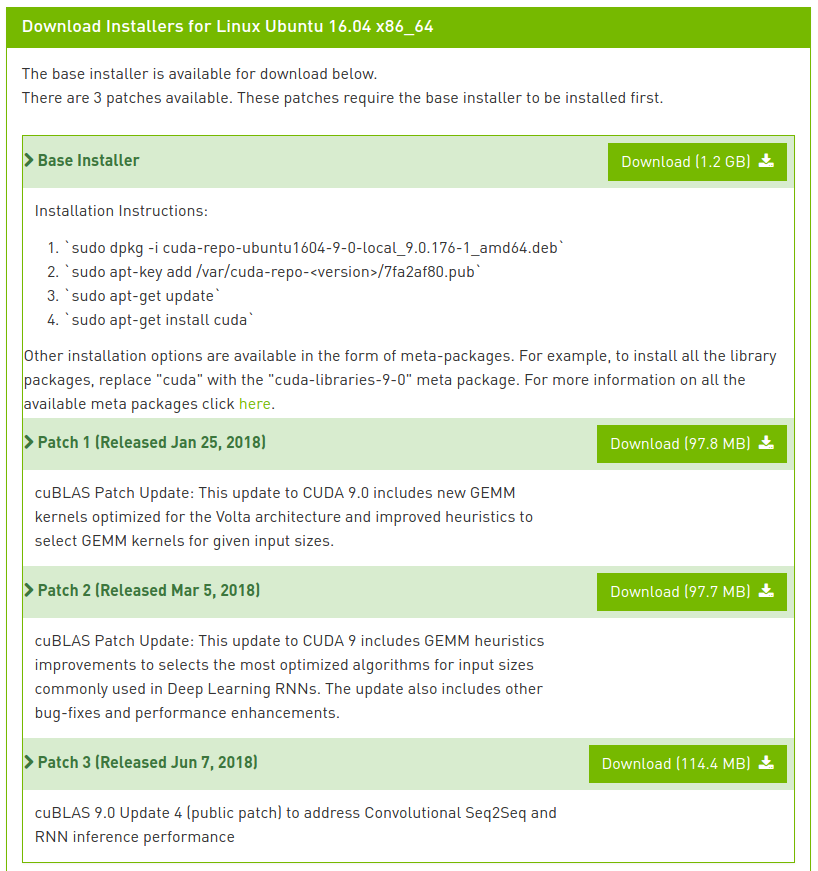 Download Installers for Linux Ubuntu 16.04 x86_64
The base installer is available for download below.
There are 3 patches available. These patches require the base installer to be installed first.
Base Installer
Download (1.2 GB)
Installation Instructions:
1. `sudo dpkg -i cuda-repo-ubuntu1604-9-0-local_9.0.176-1_amd64.deb`
2. `sudo apt-key add /var/cuda-repo-<version>/7fa2af80.pub`
3. `sudo apt-get update`
4. `sudo apt-get install cuda`
Other installation options are available in the form of meta-packages. For example, to install all the library
packages, replace "cuda" with the "cuda-libraries-9-0" meta package. For more information on all the
available meta packages click here.
Patch 1 (Released Jan 25, 2018)
Download (97.8 MB)
cuBLAS Patch Update: This update to CUDA 9.0 includes new GEMM
kernels optimized for the Volta architecture and improved heuristics to
select GEMM kernels for given input sizes.
Patch 2 (Released Mar 5, 2018)
Download (97.7 MB)
cuBLAS Patch Update: This update to CUDA 9 includes GEMM heuristics
improvements to selects the most optimized algorithms for input sizes
commonly used in Deep Learning RNNs. The update also includes other
bug-fixes and performance enhancements.
Patch 3 (Released Jun 7, 2018)
Download (114.4 MB)
cuBLAS 9.0 Update 4 (public patch) to address Convolutional Seq2Seq and
RNN inference performance